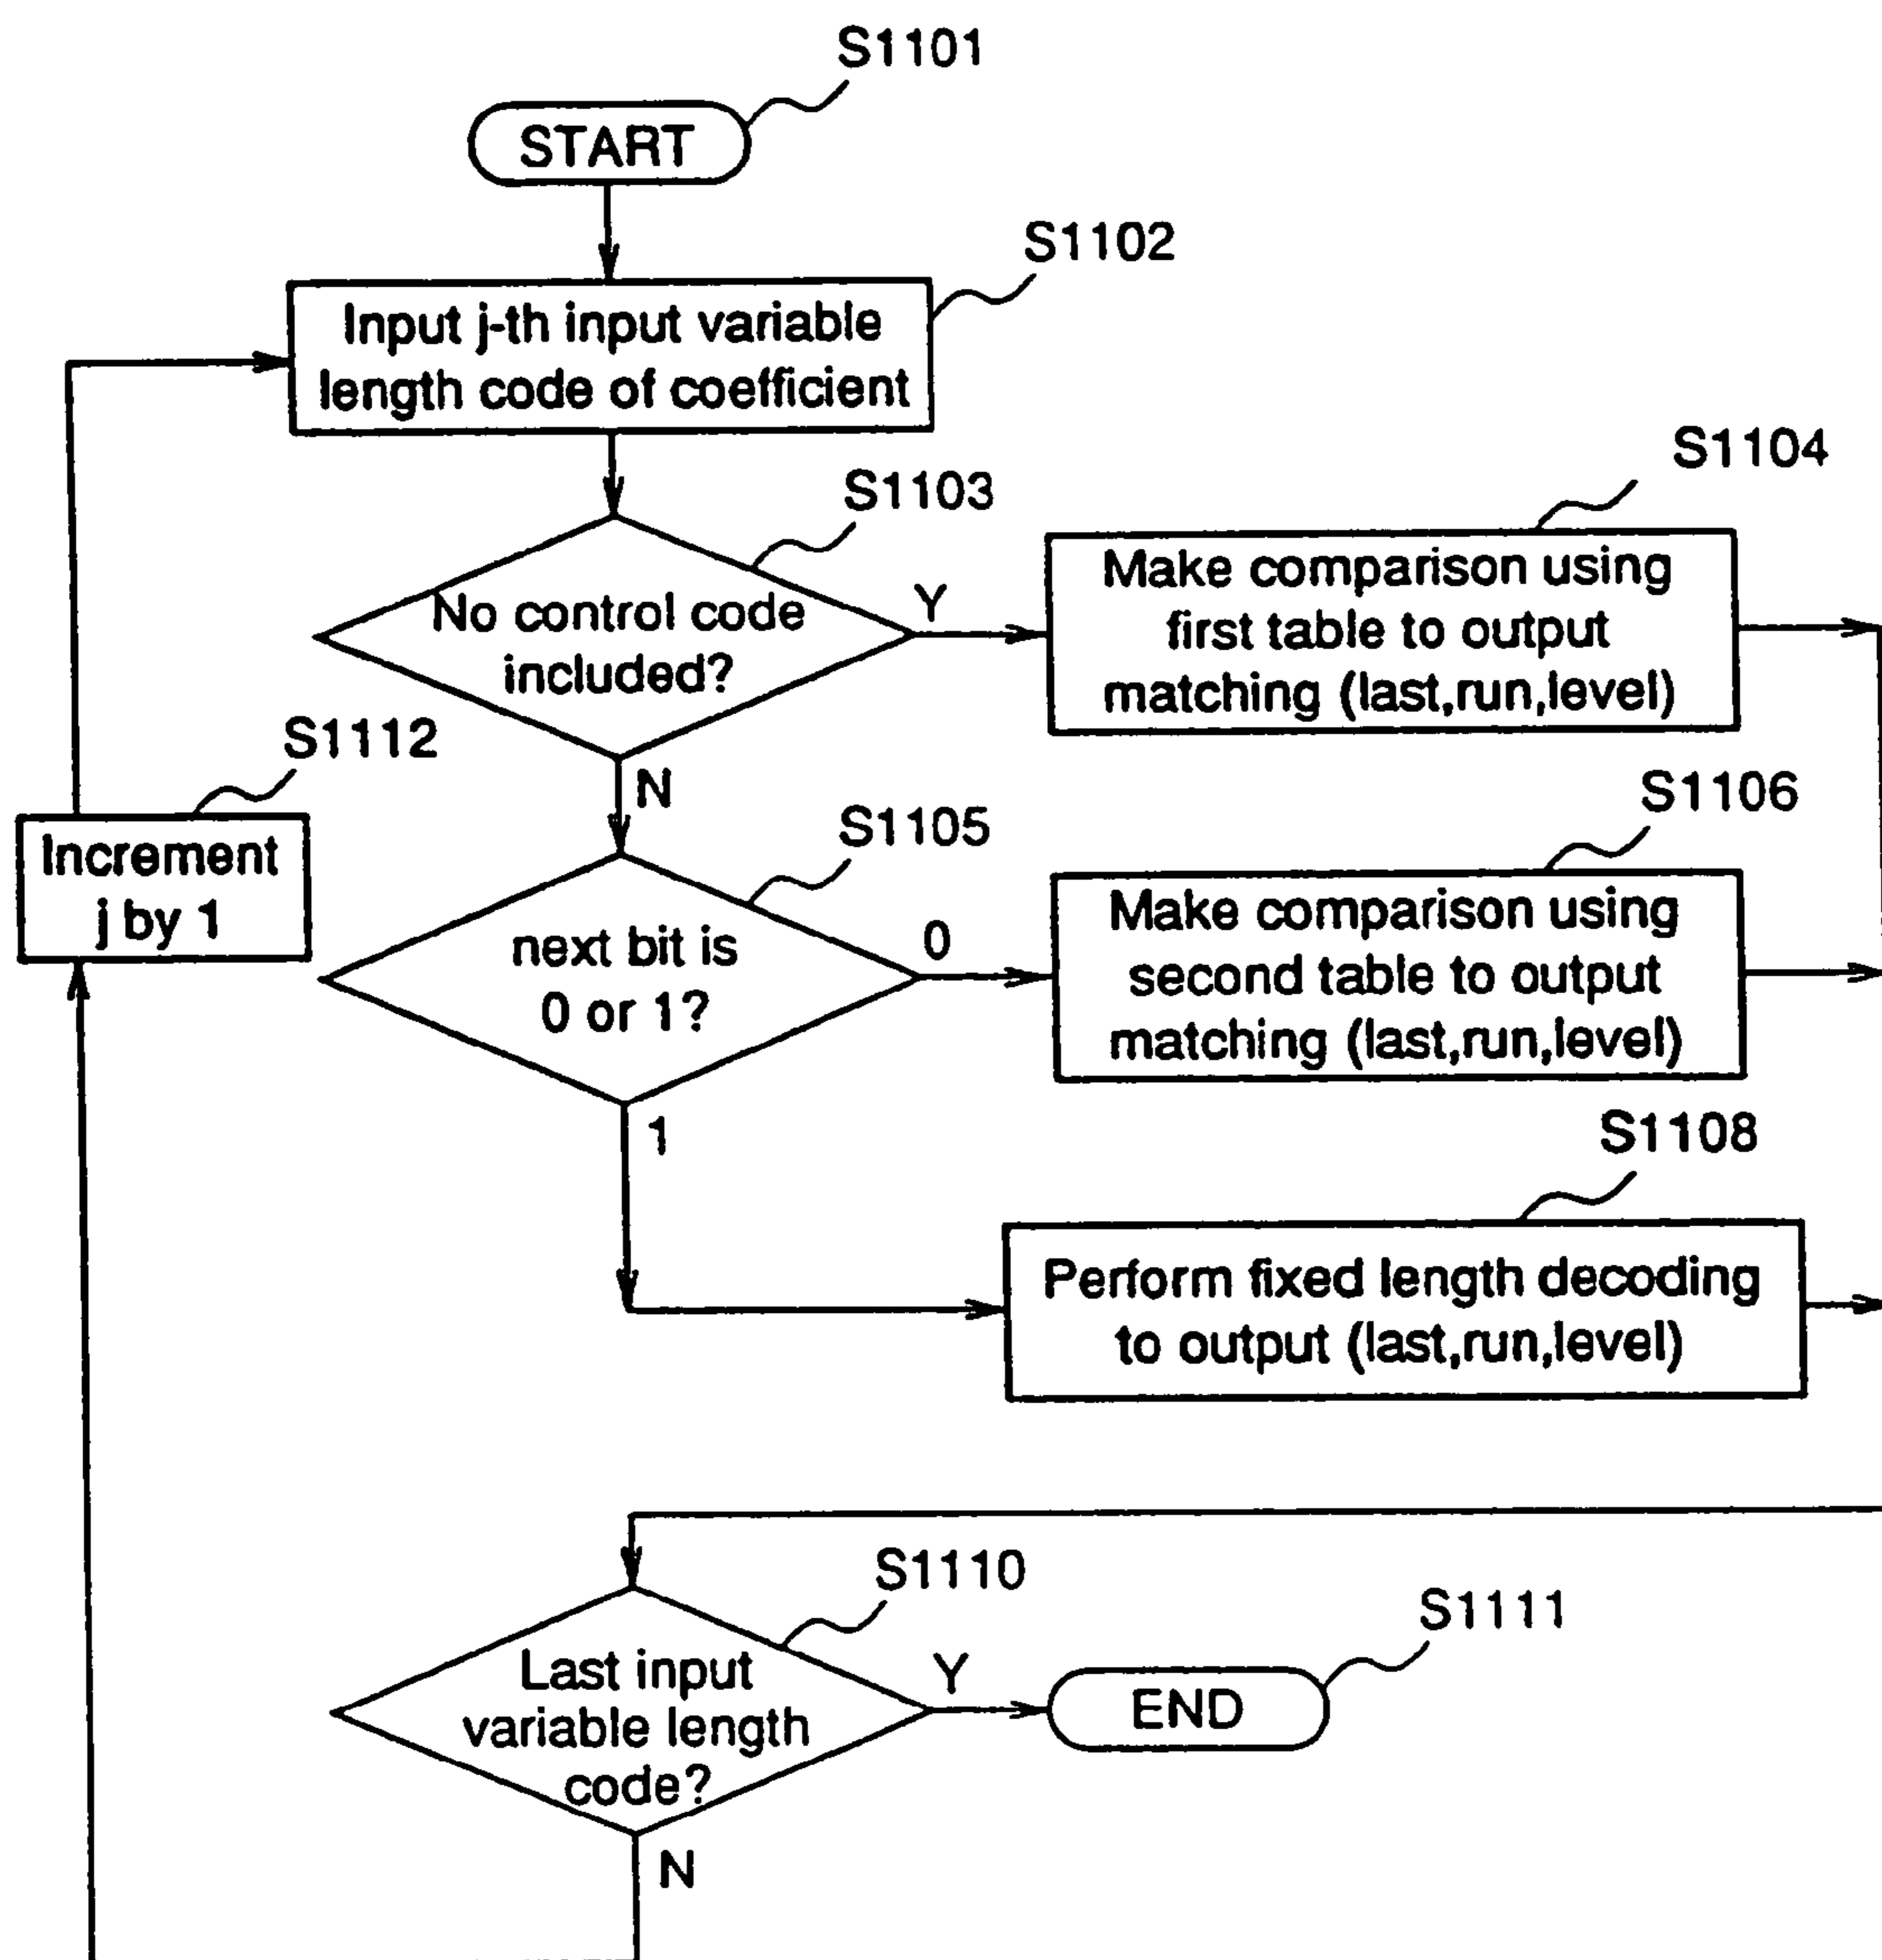 S1101
START
S1102
Input j-th input variable
length code of coefficient
S1103
No control code
included?
Y
N
S1104
Make comparison using
first table to output
matching (last,run,level)
S1112
Increment
j by 1
S1105
next bit is
0 or 1?
0
1
S1106
Make comparison using
second table to output
matching (last,run,level)
S1108
Perform fixed length decoding
to output (last,run,level)
S1110
Last input
variable length
code?
Y
N
S1111
END